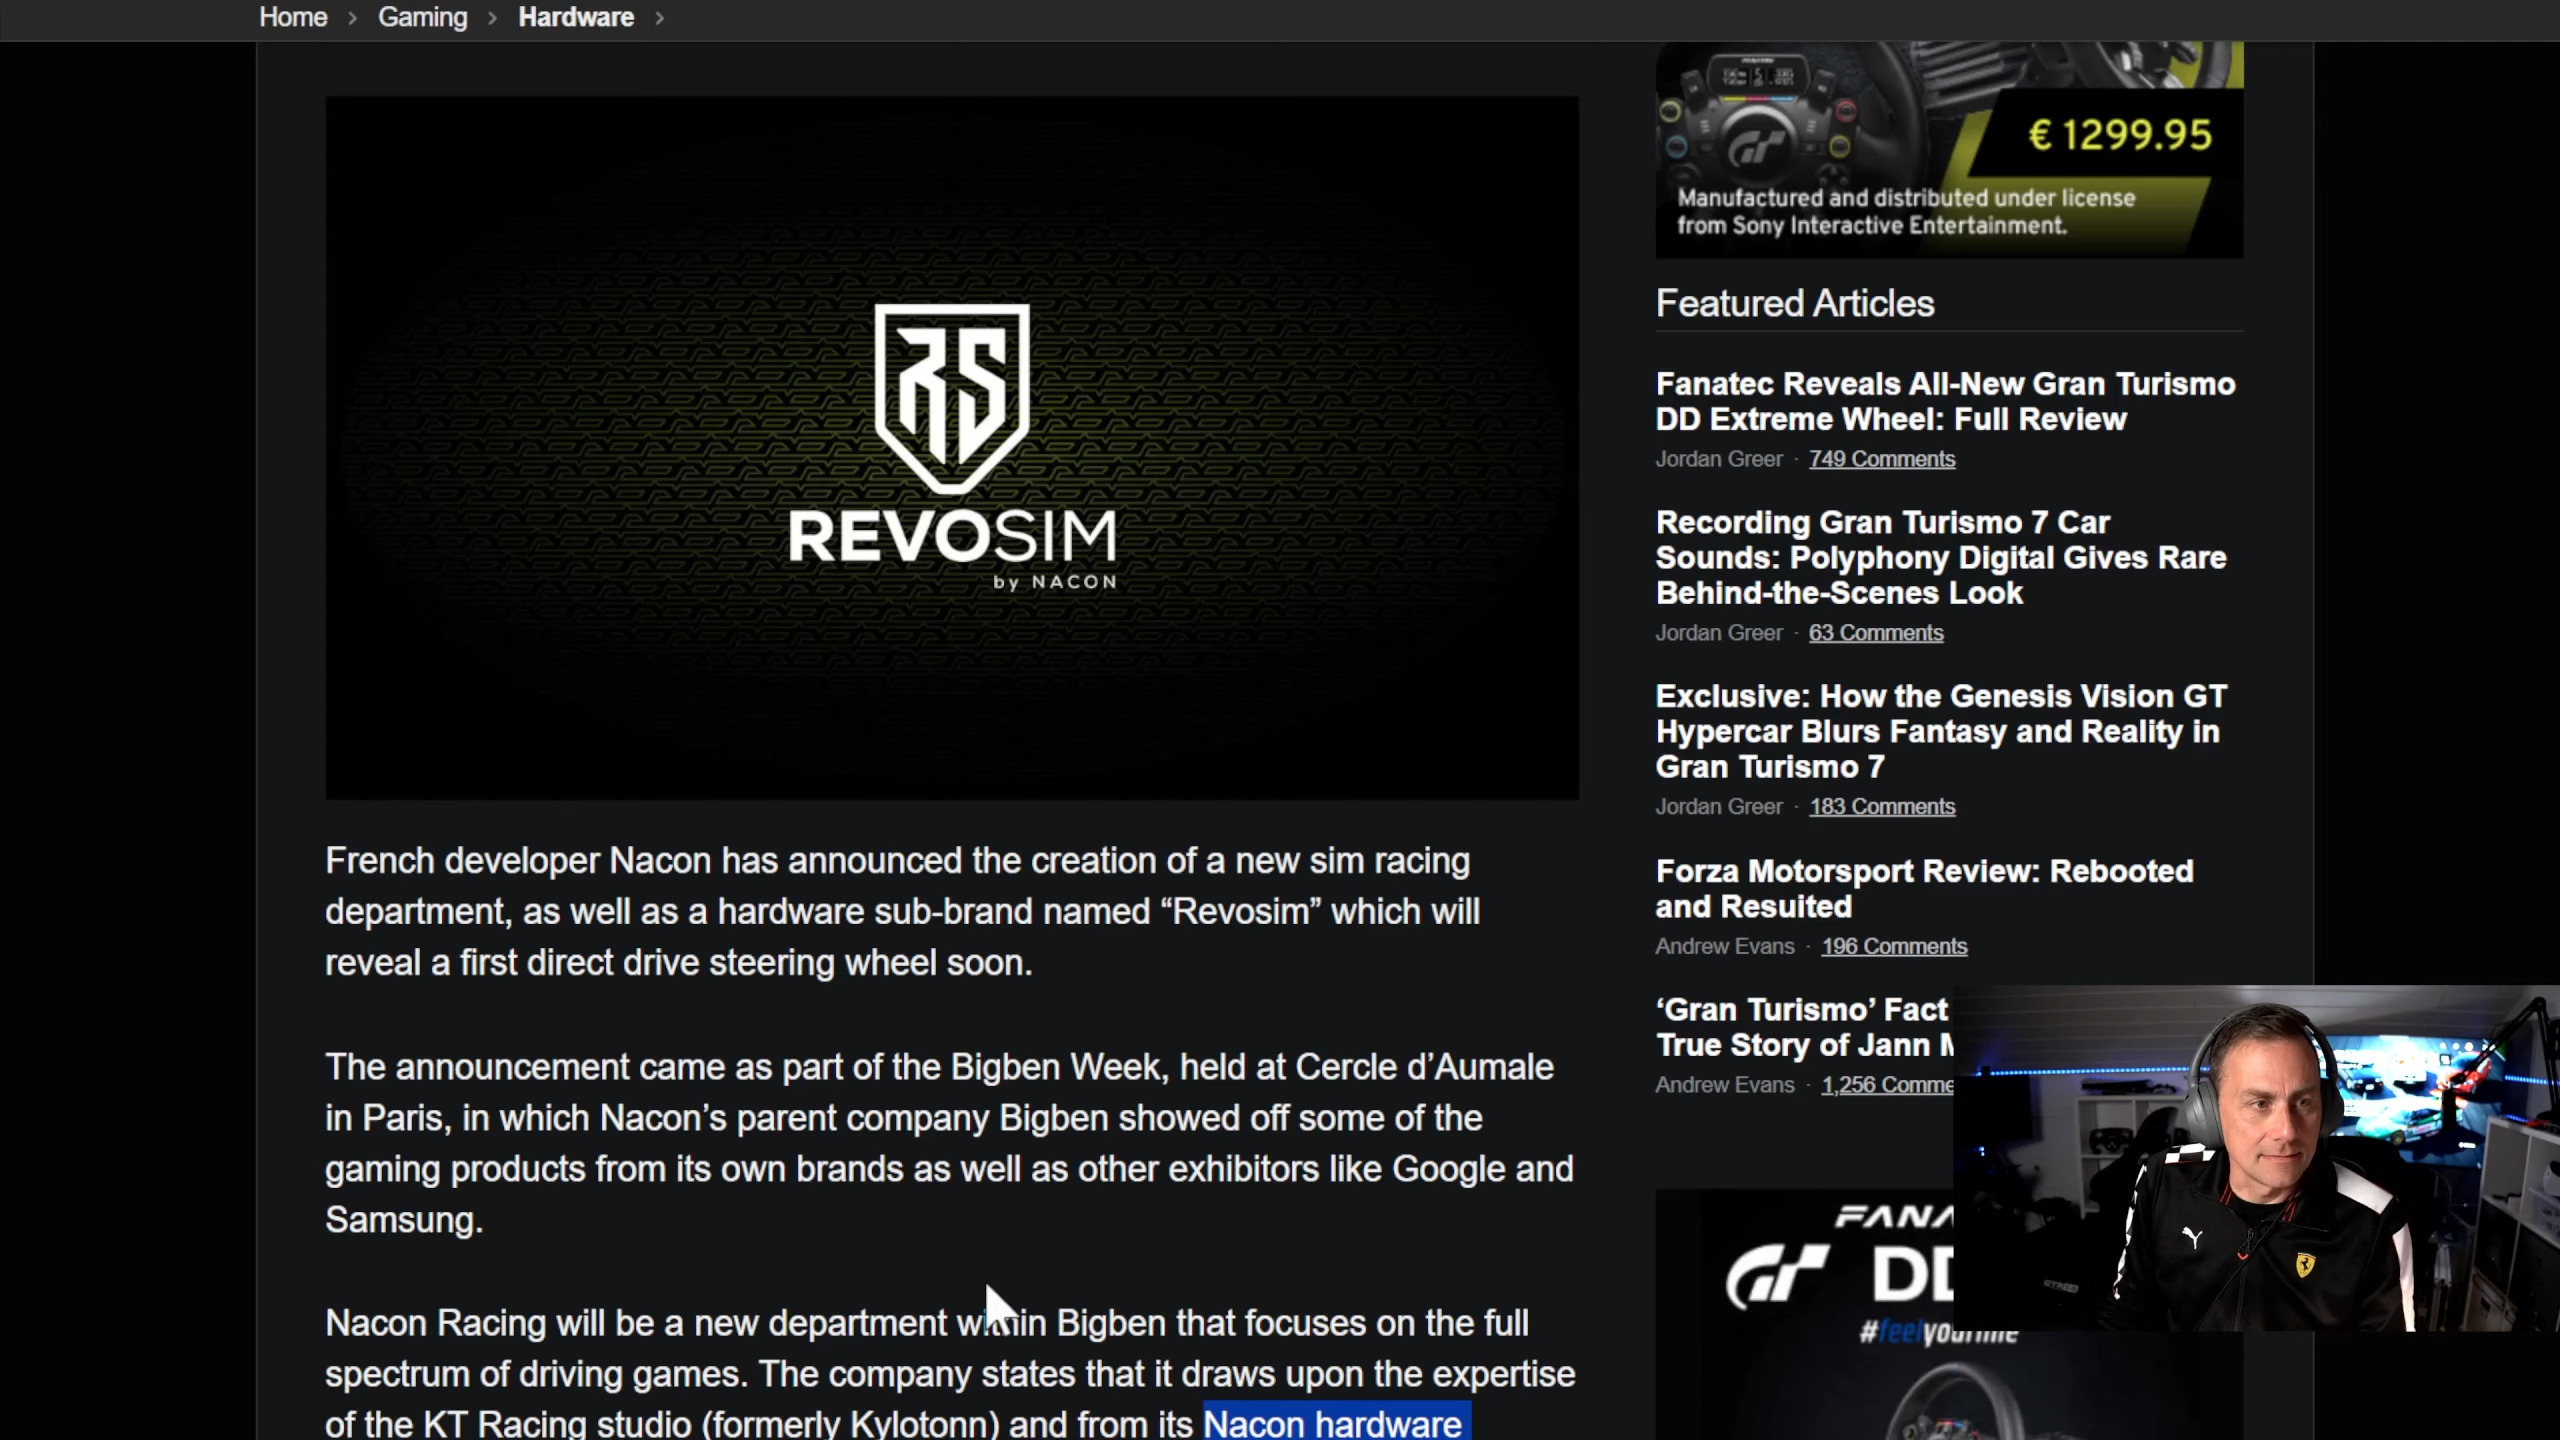 Home > Gaming > Hardware >
€ 1299.95
Manufactured and distributed under license
from Sony Interactive Entertainment.
RS
REVOSIM
by NACON
French developer Nacon has announced the creation of a new sim racing
department, as well as a hardware sub-brand named “Revosim” which will
reveal a first direct drive steering wheel soon.
The announcement came as part of the Bigben Week, held at Cercle d’Aumale
in Paris, in which Nacon’s parent company Bigben showed off some of the
gaming products from its own brands as well as other exhibitors like Google and
Samsung.
Nacon Racing will be a new department within Bigben that focuses on the full
spectrum of driving games. The company states that it draws upon the expertise
of the KT Racing studio (formerly Kylotonn) and from its Nacon hardware
Featured Articles
Fanatec Reveals All-New Gran Turismo
DD Extreme Wheel: Full Review
Jordan Greer · 749 Comments
Recording Gran Turismo 7 Car
Sounds: Polyphony Digital Gives Rare
Behind-the-Scenes Look
Jordan Greer · 63 Comments
Exclusive: How the Genesis Vision GT
Hypercar Blurs Fantasy and Reality in
Gran Turismo 7
Jordan Greer · 183 Comments
Forza Motorsport Review: Rebooted
and Resuited
Andrew Evans · 196 Comments
‘Gran Turismo’ Fact
True Story of Jann
Andrew Evans · 1,256 Comme
FANA
GT DD
#feelyourtime
PUMA